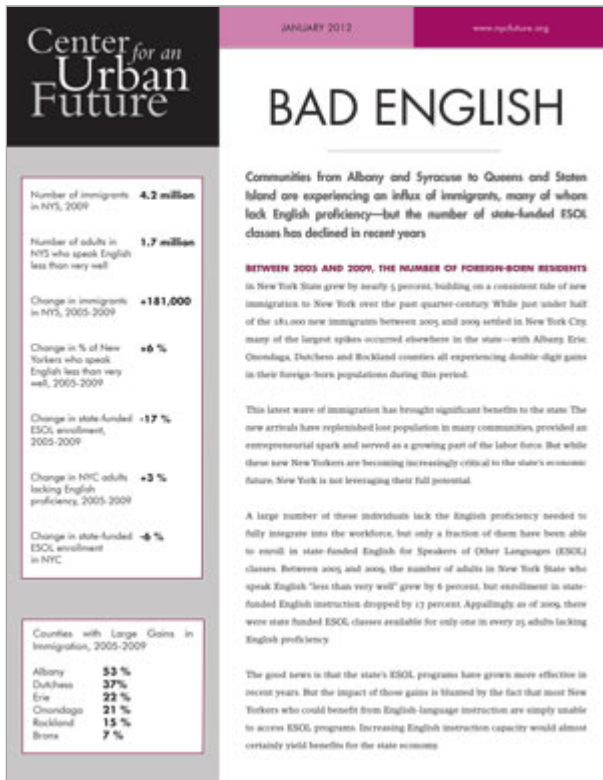 Center for an
Urban
Future
JANUARY 2012
www.nycfuture.org
BAD ENGLISH
Communities from Albany and Syracuse to Queens and Staten
Island are experiencing an influx of immigrants, many of whom
lack English proficiency—but the number of state-funded ESOL
classes has declined in recent years
BETWEEN 2005 AND 2009, THE NUMBER OF FOREIGN-BORN RESIDENTS
in New York State grew by nearly 5 percent, building on a consistent tide of new
immigration to New York over the past quarter-century. While just under half
of the 181,000 new immigrants between 2005 and 2009 settled in New York City,
many of the largest spikes occurred elsewhere in the state—with Albany, Erie,
Onondaga, Dutchess and Rockland counties all experiencing double-digit gains
in their foreign-born populations during this period.
This latest wave of immigration has brought significant benefits to the state. The
new arrivals have replenished lost population in many communities, provided an
entrepreneurial spark and served as a growing part of the labor force. But while
these new New Yorkers are becoming increasingly critical to the state's economic
future, New York is not leveraging their full potential.
A large number of these individuals lack the English proficiency needed to
fully integrate into the workforce, but only a fraction of them have been able
to enroll in state-funded English for Speakers of Other Languages (ESOL)
classes. Between 2005 and 2009, the number of adults in New York State who
speak English "less than very well" grew by 6 percent, but enrollment in state-
funded English instruction dropped by 17 percent. Appallingly, as of 2009, there
were state funded ESOL classes available for only one in every 25 adults lacking
English proficiency.
The good news is that the state's ESOL programs have grown more effective in
recent years. But the impact of those gains is blunted by the fact that most New
Yorkers who could benefit from English-language instruction are simply unable
to access ESOL programs. Increasing English instruction capacity would almost
certainly yield benefits for the state economy.
Number of immigrants 4.2 million
in NYS, 2009
Number of adults in 1.7 million
NYS who speak English
less than very well
Change in immigrants +181,000
in NYS, 2005-2009
Change in % of New +6 %
Yorkers who speak
English less than very
well, 2005-2009
Change in state-funded -17 %
ESOL enrollment,
2005-2009
Change in NYC adults +3 %
lacking English
proficiency, 2005-2009
Change in state-funded -6 %
ESOL enrollment
in NYC
Counties with Large Gains in
Immigration, 2005-2009
Albany 53 %
Dutchess 37%
Erie 22 %
Onondaga 21 %
Rockland 15 %
Bronx 7 %